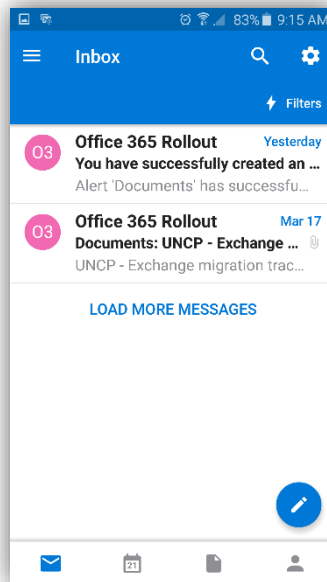 83% 9:15 AM
Inbox
Filters
O3 Office 365 Rollout Yesterday
You have successfully created an ...
Alert 'Documents' has successfu...
O3 Office 365 Rollout Mar 17
Documents: UNCP - Exchange ...
UNCP - Exchange migration trac...
LOAD MORE MESSAGES
21